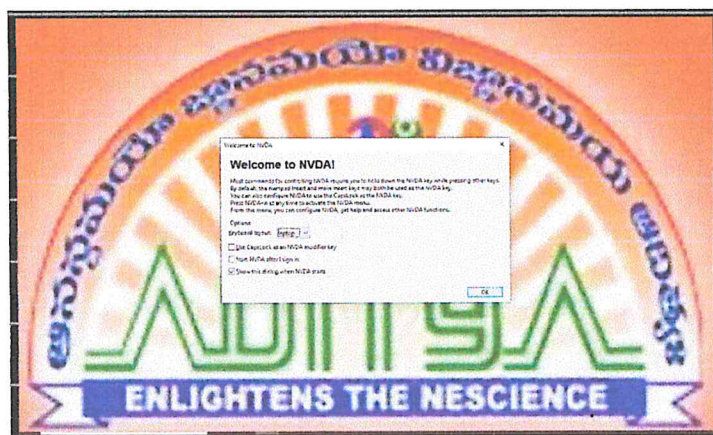 ఆనన్దమయో జ్ఞానమయో విజ్ఞానమయ ఆదిత్యః
Welcome to NVDA
Welcome to NVDA!
Most commands for controlling NVDA require you to hold down the NVDA key while pressing other keys.
By default, the numpad Insert and main Insert keys may both be used as the NVDA key.
You can also configure NVDA to use the CapsLock as the NVDA key.
Press NVDA+n at any time to activate the NVDA menu.
From this menu, you can configure NVDA, get help and access other NVDA functions.
Options
Keyboard layout: laptop
Use CapsLock as an NVDA modifier key
Start NVDA after I sign in
Show this dialog when NVDA starts
OK
ADITYA
ENLIGHTENS THE NESCIENCE